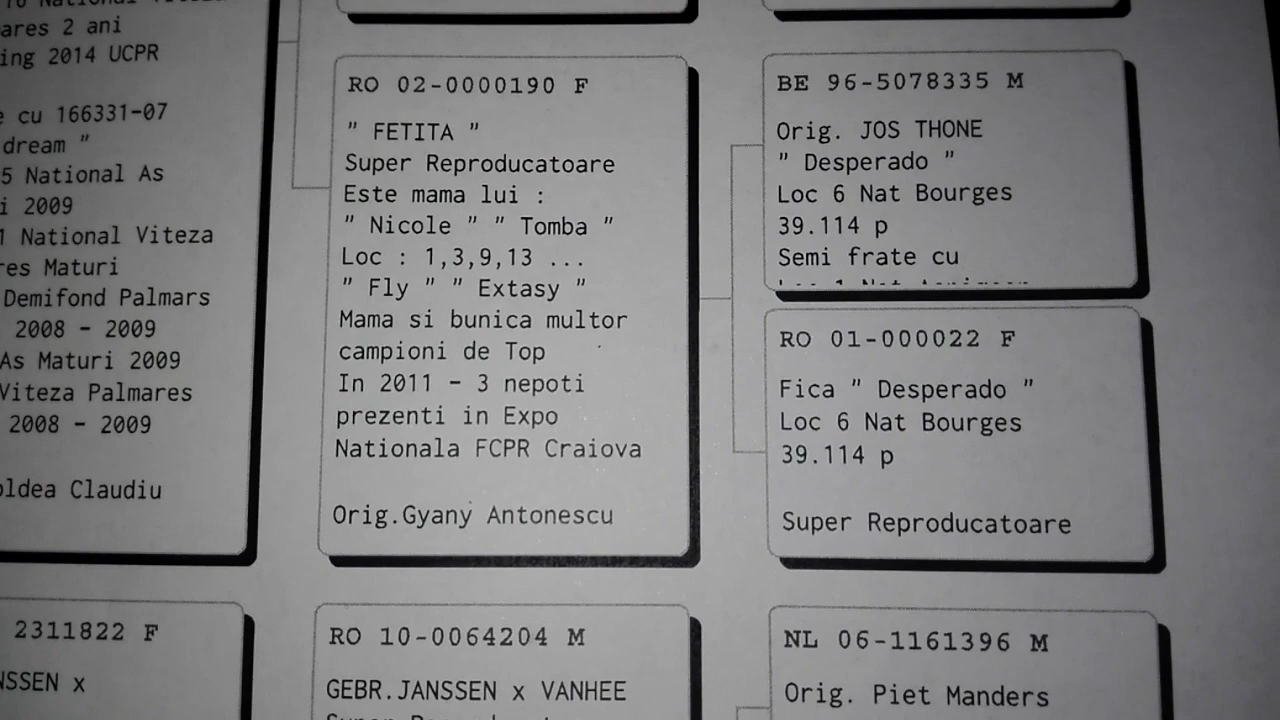 ares 2 ani
ing 2014 UCPR
cu 166331-07
dream "
5 National As
2009
1 National Viteza
res Maturi
Demifond Palmars
2008 - 2009
As Maturi 2009
Viteza Palmares
2008 - 2009
ldea Claudiu
2311822 F
NSSEN x
RO 02-0000190 F
" FETITA "
Super Reproducatoare
Este mama lui :
" Nicole " " Tomba "
Loc : 1,3,9,13 ...
" Fly " " Extasy "
Mama si bunica multor
campioni de Top
In 2011 - 3 nepoti
prezenti in Expo
Nationala FCPR Craiova
Orig.Gyany Antonescu
RO 10-0064204 M
GEBR.JANSSEN x VANHEE
BE 96-5078335 M
Orig. JOS THONE
" Desperado "
Loc 6 Nat Bourges
39.114 p
Semi frate cu
RO 01-000022 F
Fica " Desperado "
Loc 6 Nat Bourges
39.114 p
Super Reproducatoare
NL 06-1161396 M
Orig. Piet Manders